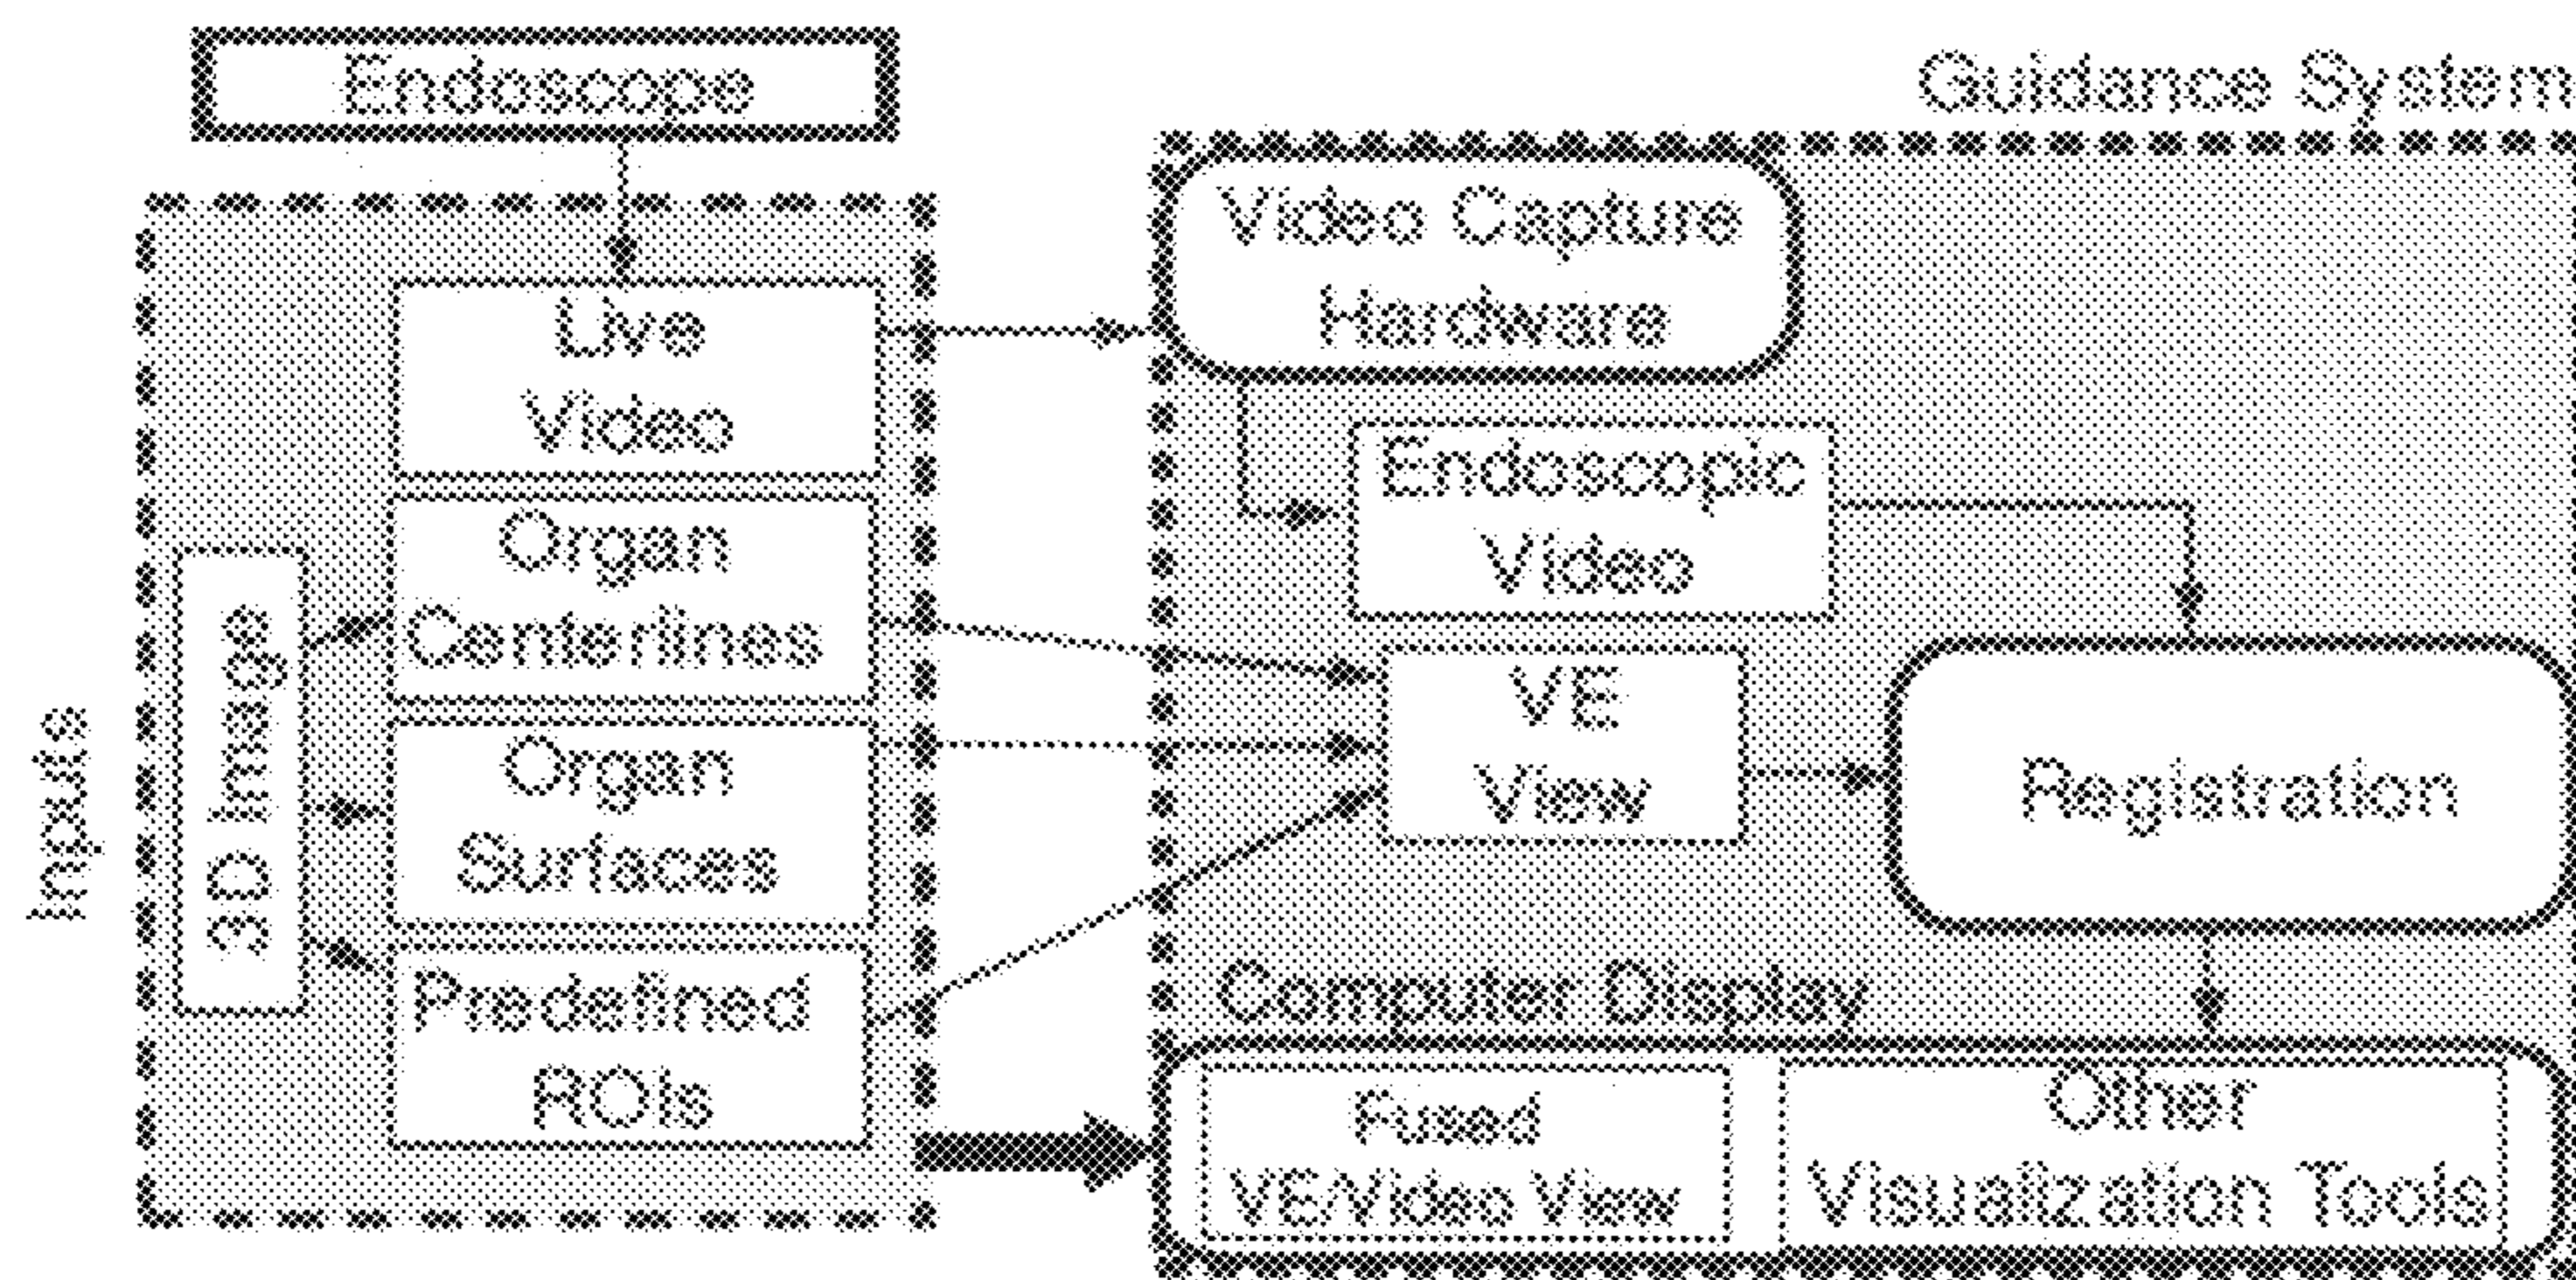 Endoscope
Guidance System
Inputs
3D Image
Live
Video
Organ
Centerlines
Organ
Surfaces
Predefined
ROIs
Video Capture
Hardware
Endoscopic
Video
VE
View
Registration
Computer Display
Fused
VE/Video View
Other
Visualization Tools